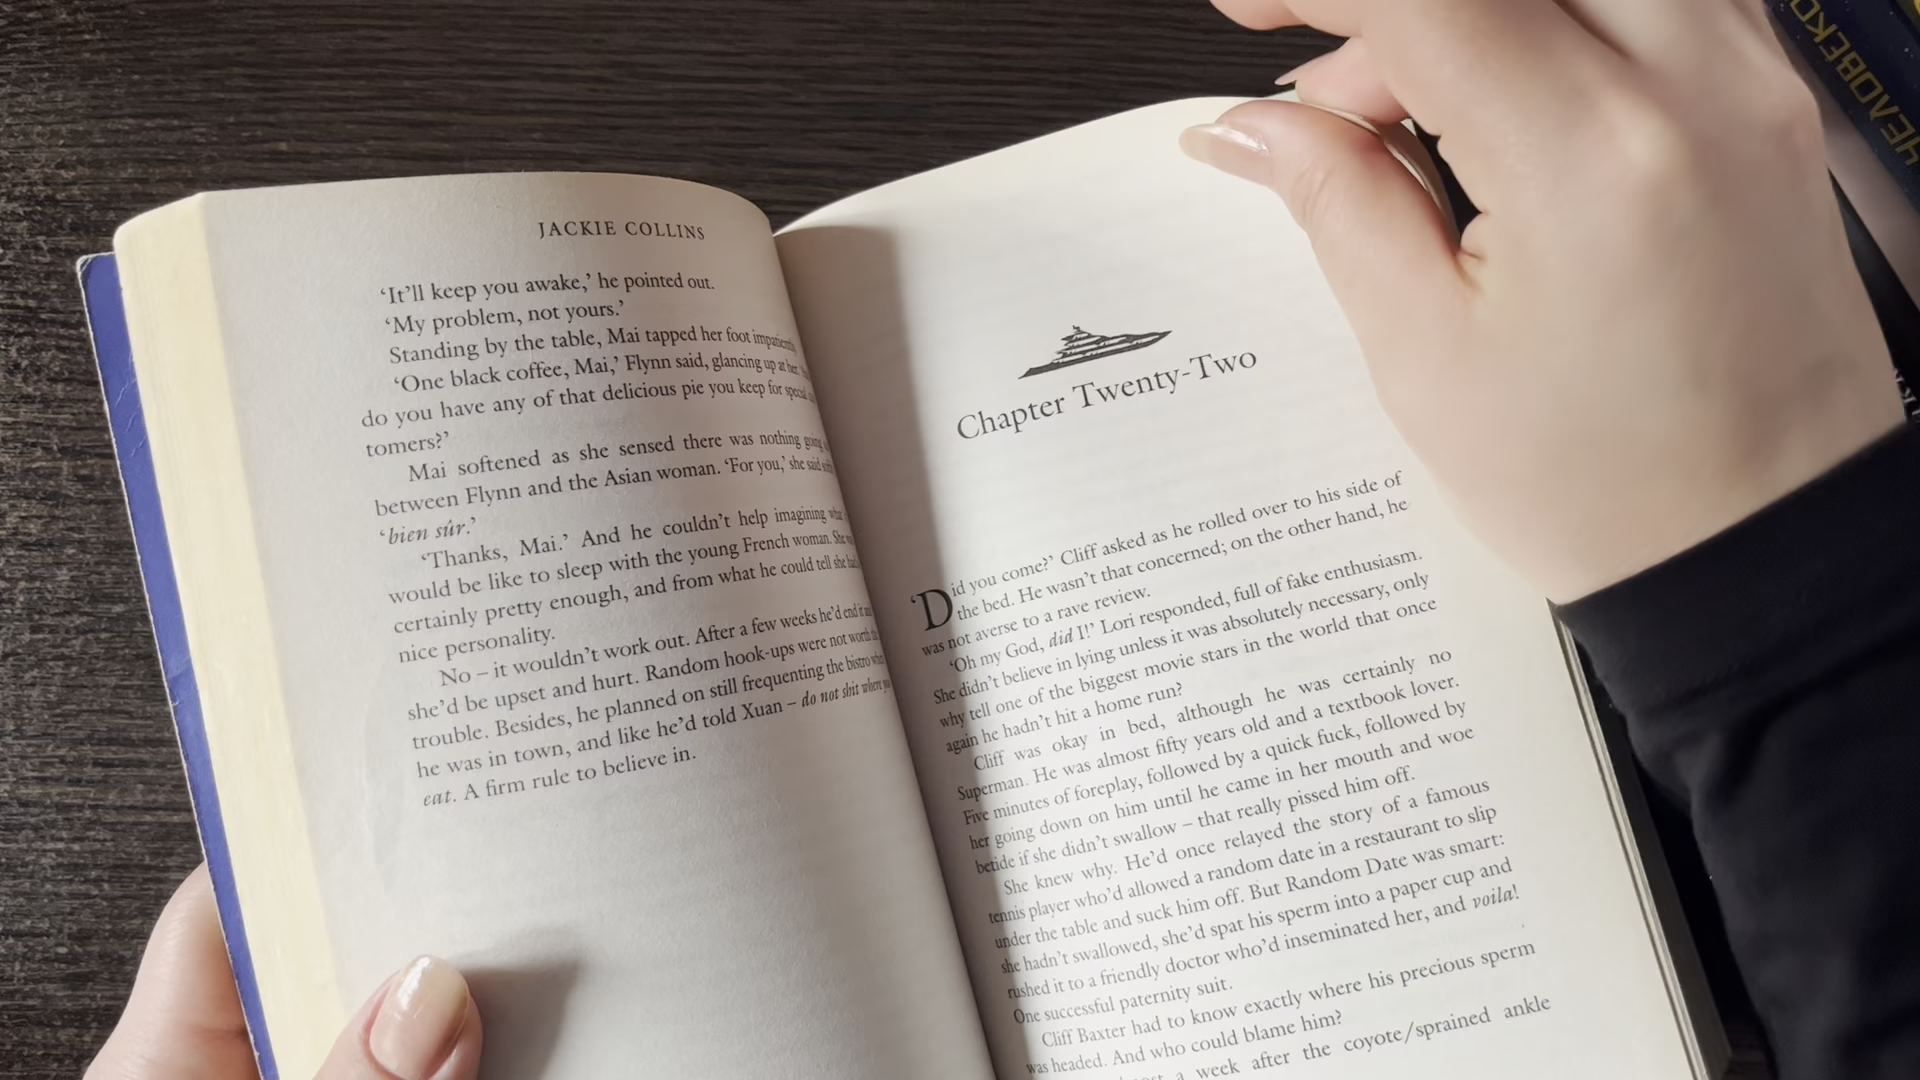 JACKIE COLLINS
‘It’ll keep you awake,’ he pointed out.
‘My problem, not yours.’
Standing by the table, Mai tapped her foot
‘One black coffee, Mai,’ Flynn said, glancing up at
do you have any of that delicious pie you keep for
tomers?’
Mai softened as she sensed there was nothing
between Flynn and the Asian woman. ‘For you,’ she said
‘bien sûr.’
‘Thanks, Mai.’ And he couldn’t help imagining
would be like to sleep with the young French woman. She
certainly pretty enough, and from what he could tell she
nice personality.
No – it wouldn’t work out. After a few weeks he’d end it
she’d be upset and hurt. Random hook-ups were not worth
trouble. Besides, he planned on still frequenting the bistro
he was in town, and like he’d told Xuan – do not shit where
eat. A firm rule to believe in.
Chapter Twenty-Two
‘Did you come?’ Cliff asked as he rolled over to his side of
the bed. He wasn’t that concerned; on the other hand, he
was not averse to a rave review.
‘Oh my God, did I!’ Lori responded, full of fake enthusiasm.
She didn’t believe in lying unless it was absolutely necessary, only
why tell one of the biggest movie stars in the world that once
again he hadn’t hit a home run?
Cliff was okay in bed, although he was certainly no
Superman. He was almost fifty years old and a textbook lover.
Five minutes of foreplay, followed by a quick fuck, followed by
her going down on him until he came in her mouth and woe
betide if she didn’t swallow – that really pissed him off.
She knew why. He’d once relayed the story of a famous
tennis player who’d allowed a random date in a restaurant to slip
under the table and suck him off. But Random Date was smart:
she hadn’t swallowed, she’d spat his sperm into a paper cup and
rushed it to a friendly doctor who’d inseminated her, and voila!
One successful paternity suit.
Cliff Baxter had to know exactly where his precious sperm
was headed. And who could blame him?
a week after the coyote/sprained ankle